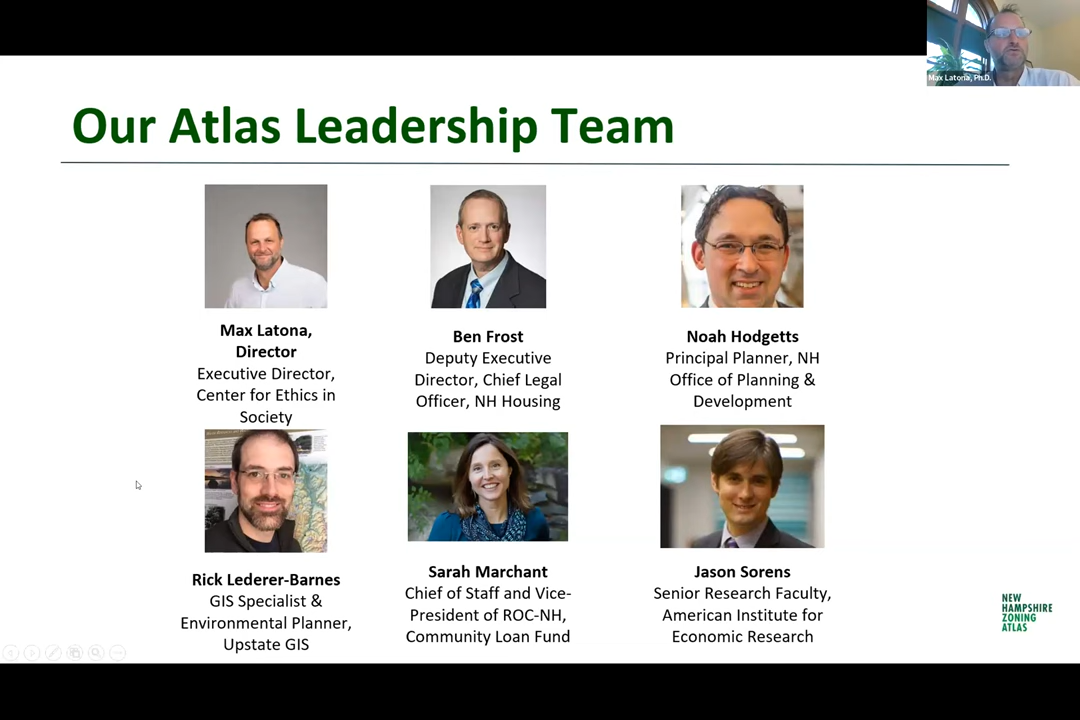 Max Latona, Ph.D.
Our Atlas Leadership Team
Max Latona,
Director
Executive Director,
Center for Ethics in
Society
Ben Frost
Deputy Executive
Director, Chief Legal
Officer, NH Housing
Noah Hodgetts
Principal Planner, NH
Office of Planning &
Development
Rick Lederer-Barnes
GIS Specialist &
Environmental Planner,
Upstate GIS
Sarah Marchant
Chief of Staff and Vice-
President of ROC-NH,
Community Loan Fund
Jason Sorens
Senior Research Faculty,
American Institute for
Economic Research
NEW
HAMPSHIRE
ZONING
ATLAS